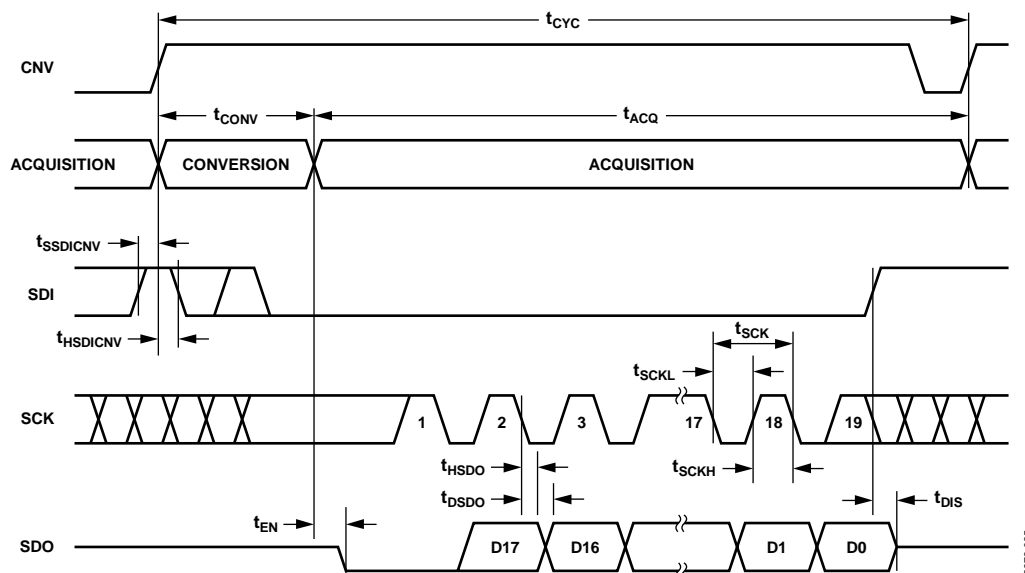 tCYC
CNV
tCONV
tACQ
ACQUISITION
CONVERSION
ACQUISITION
tSSDICNV
SDI
tHSDICNV
tSCK
tSCKL
SCK
1
2
3
17
18
19
tHSDO
tSCKH
tDSDO
tDIS
tEN
SDO
D17
D16
D1
D0